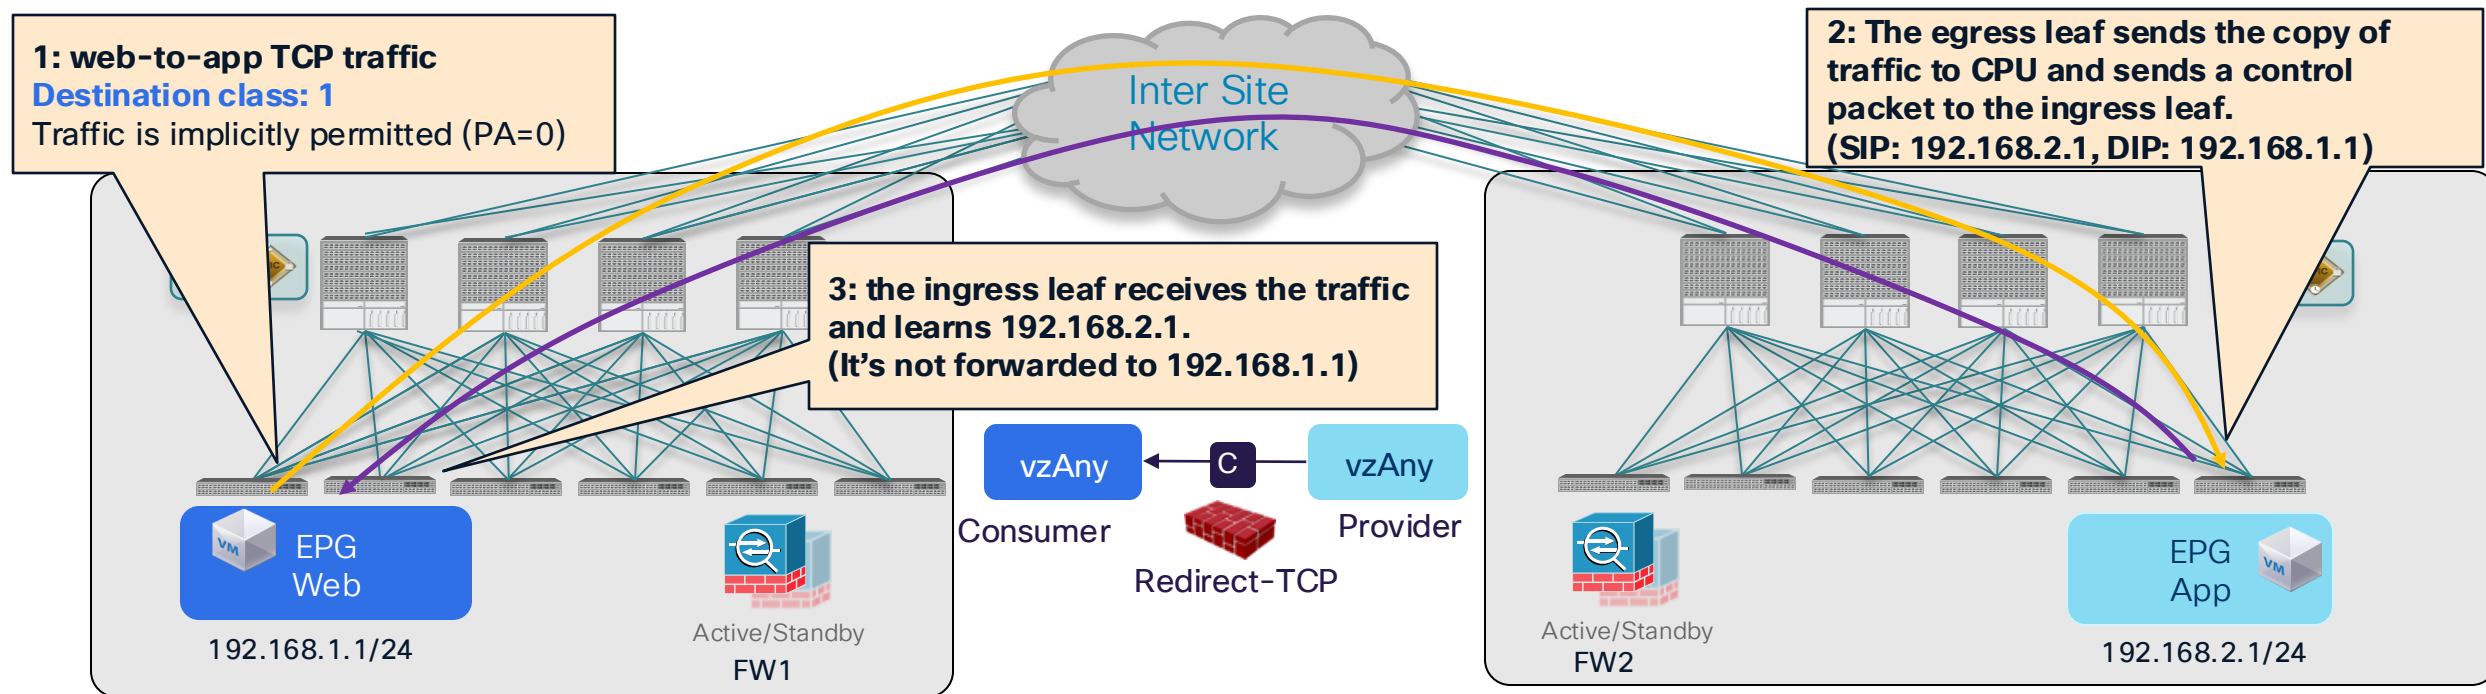 1: web-to-app TCP traffic
Destination class: 1
Traffic is implicitly permitted (PA=0)
Inter Site
Network
2: The egress leaf sends the copy of
traffic to CPU and sends a control
packet to the ingress leaf.
(SIP: 192.168.2.1, DIP: 192.168.1.1)
3: the ingress leaf receives the traffic
and learns 192.168.2.1.
(It's not forwarded to 192.168.1.1)
vzAny
C
vzAny
Consumer
Provider
Redirect-TCP
VM
EPG
Web
192.168.1.1/24
Active/Standby
FW1
Active/Standby
FW2
EPG
App
VM
192.168.2.1/24